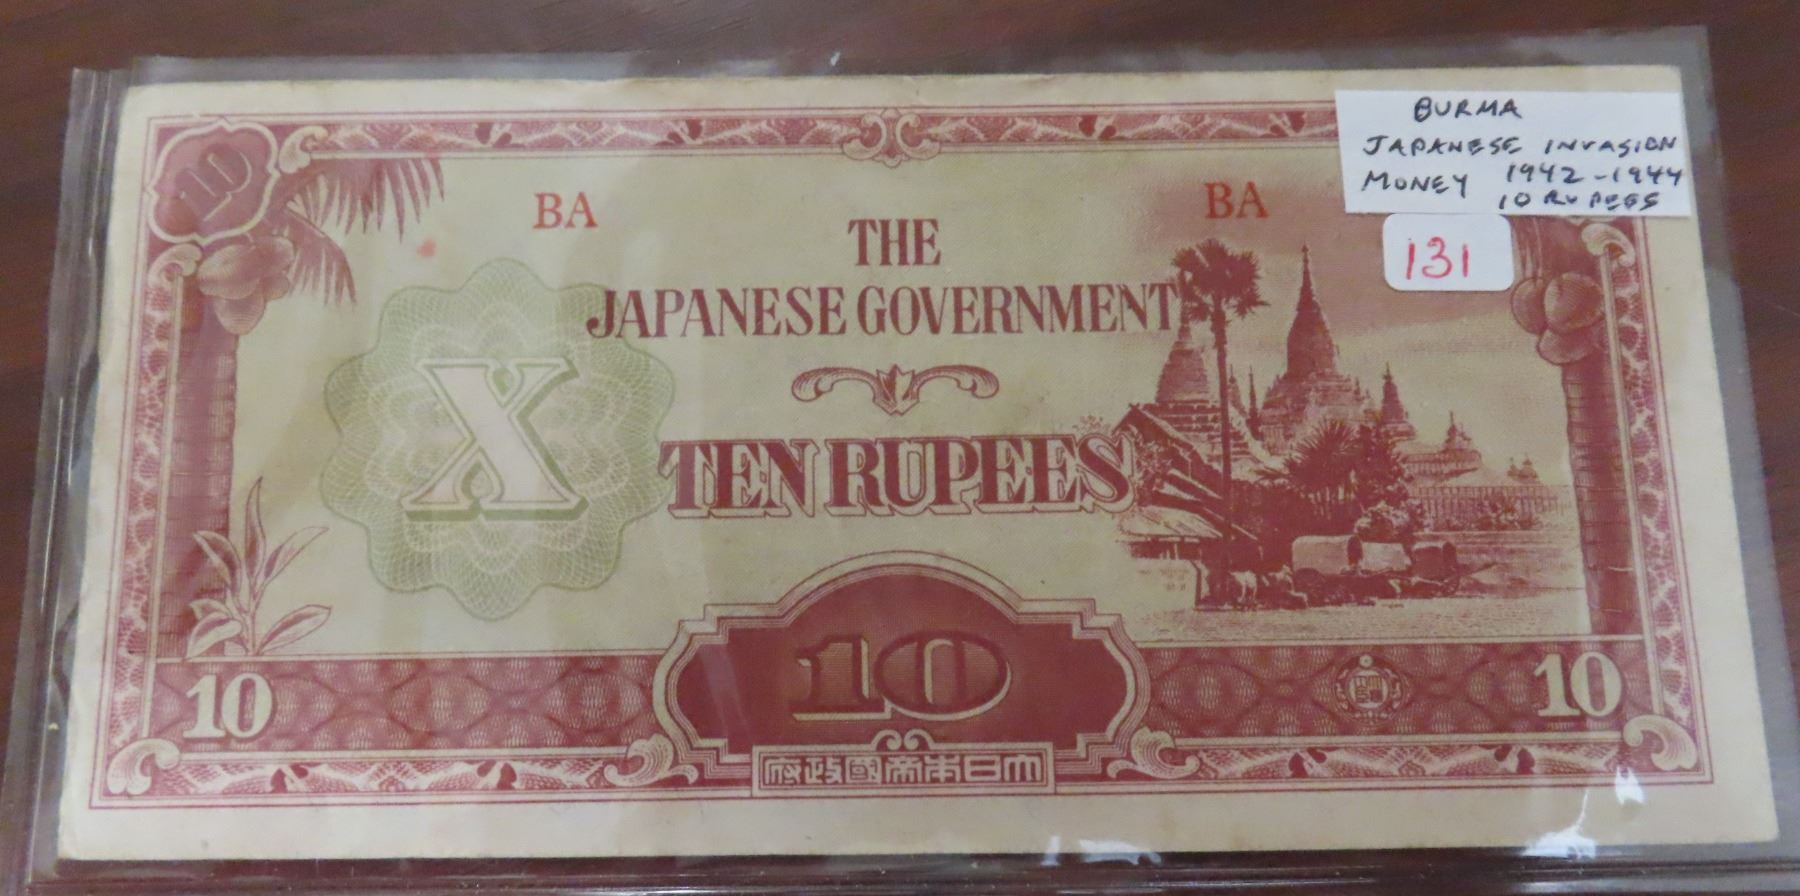 BURMA
JAPANESE INVASION
MONEY 1942-1944
10 RUPEES
131
10
BA BA
THE
JAPANESE GOVERNMENT
X
TEN RUPEES
10 10 10
府政國帝本日大